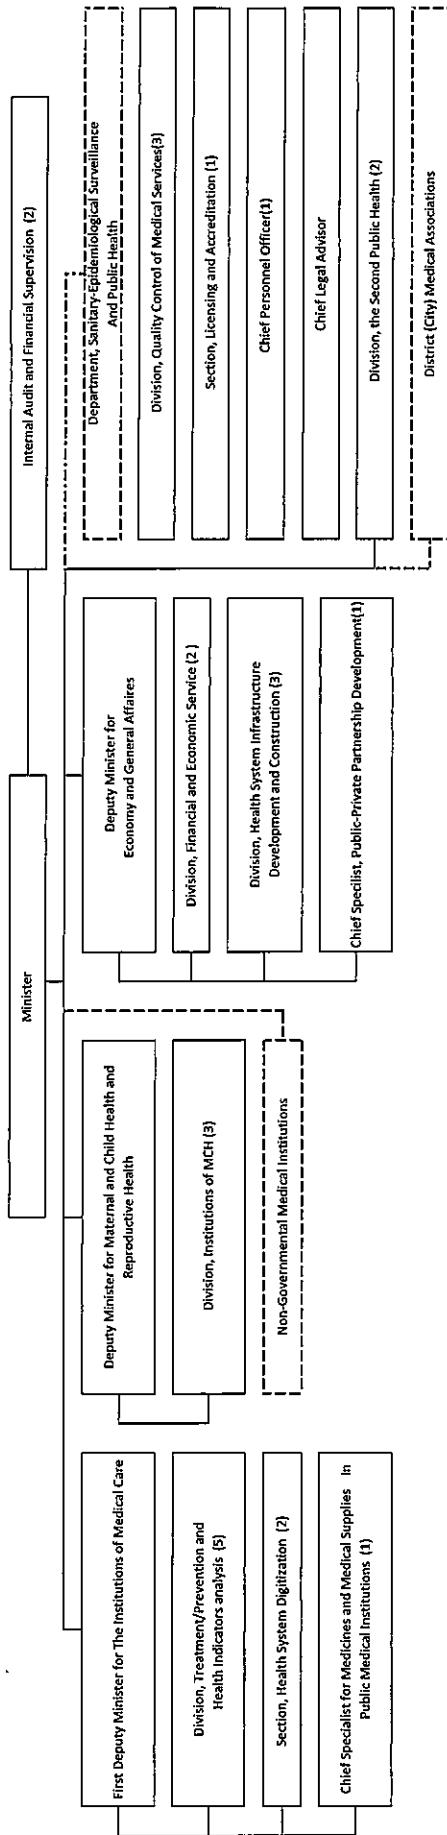 Minister
Internal Audit and Financial Supervision (2)
First Deputy Minister for The Institutions of Medical Care
Division, Treatment/Prevention and
Health Indicators analysis (5)
Section, Health System Digitization (2)
Chief Specialist for Medicines and Medical Supplies In
Public Medical Institutions (1)
Deputy Minister for Maternal and Child Health and
Reproductive Health
Division, Institutions of MCH (3)
Non-Governmental Medical Institutions
Deputy Minister for
Economy and General Affaires
Division, Financial and Economic Service (2 )
Division, Health System Infrastructure
Development and Construction (3)
Chief Specilist, Public-Private Partnership Development(1)
Department, Sanitary-Epidemiological Surveillance
And Public Health
Division, Quality Control of Medical Services(3)
Section, Licensing and Accreditation (1)
Chief Personnel Officer(1)
Chief Legal Advisor
Division, the Second Public Health (2)
District (City) Medical Associations